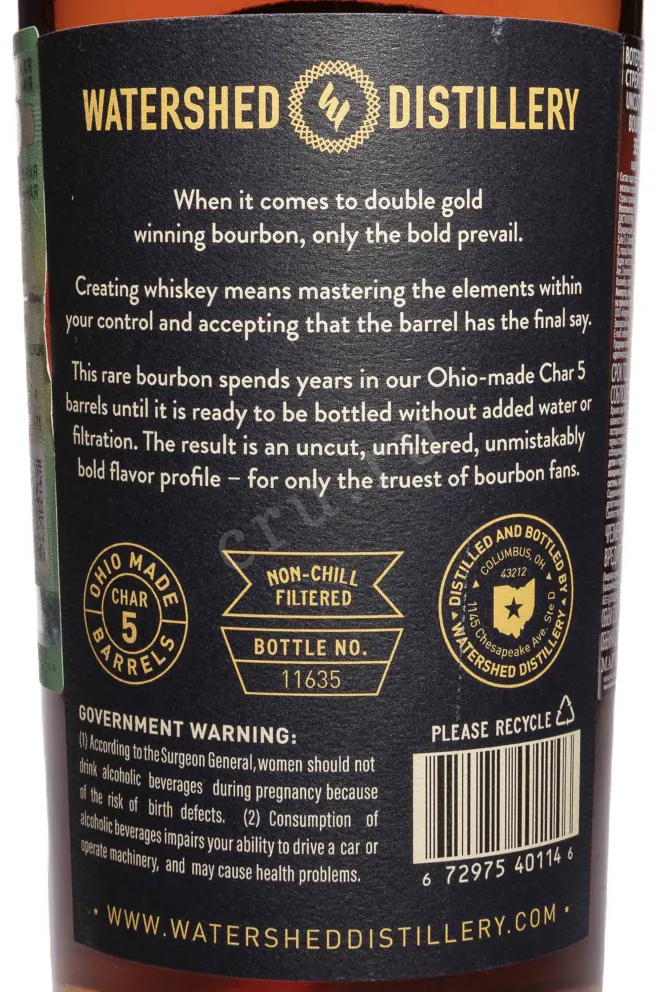 WATERSHED DISTILLERY
When it comes to double gold
winning bourbon, only the bold prevail.
Creating whiskey means mastering the elements within
your control and accepting that the barrel has the final say.
This rare bourbon spends years in our Ohio-made Char 5
barrels until it is ready to be bottled without added water or
filtration. The result is an uncut, unfiltered, unmistakably
bold flavor profile – for only the truest of bourbon fans.
OHIO MADE
CHAR
5
BARRELS
NON-CHILL
FILTERED
BOTTLE NO.
11635
DISTILLED AND BOTTLED BY
WATERSHED DISTILLERY
COLUMBUS, OH
43212
1145 Chesapeake Ave. Ste D
GOVERNMENT WARNING:
(1) According to the Surgeon General, women should not
drink alcoholic beverages during pregnancy because
of the risk of birth defects. (2) Consumption of
alcoholic beverages impairs your ability to drive a car or
operate machinery, and may cause health problems.
PLEASE RECYCLE
6 72975 40114 6
• WWW.WATERSHEDDISTILLERY.COM •